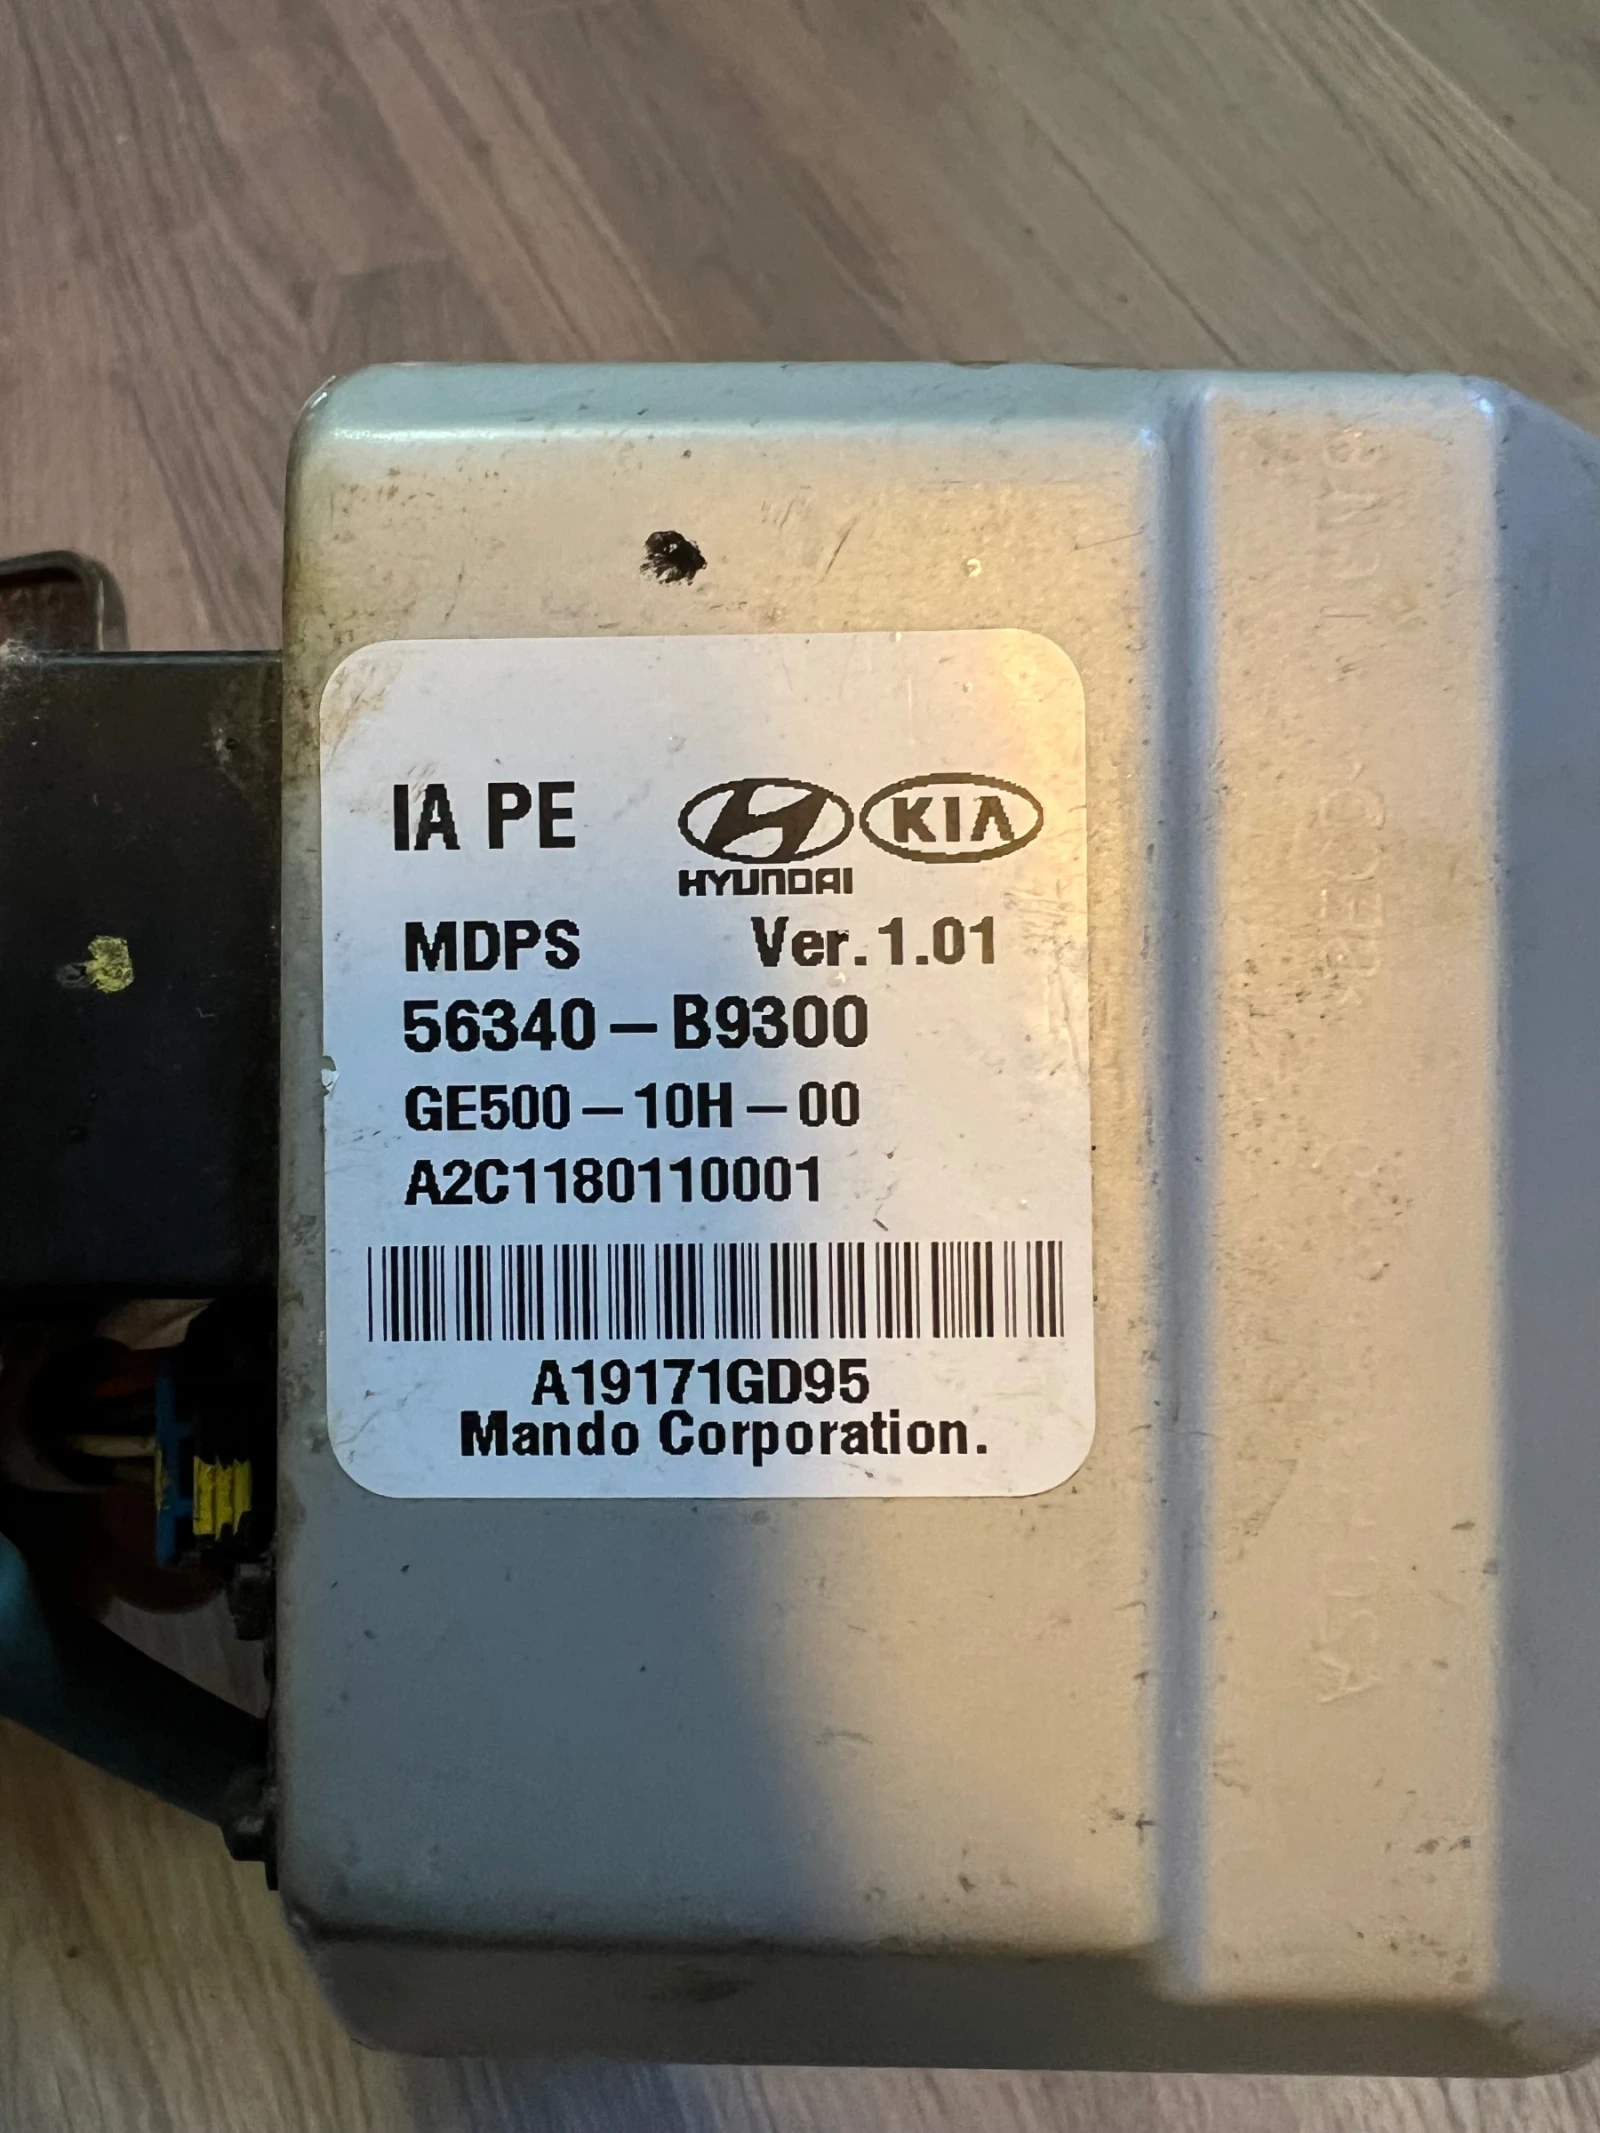 IA PE
HYUNDAI KIA
MDPS Ver.1.01
56340-B9300
GE500-10H-00
A2C1180110001
A19171GD95
Mando Corporation.